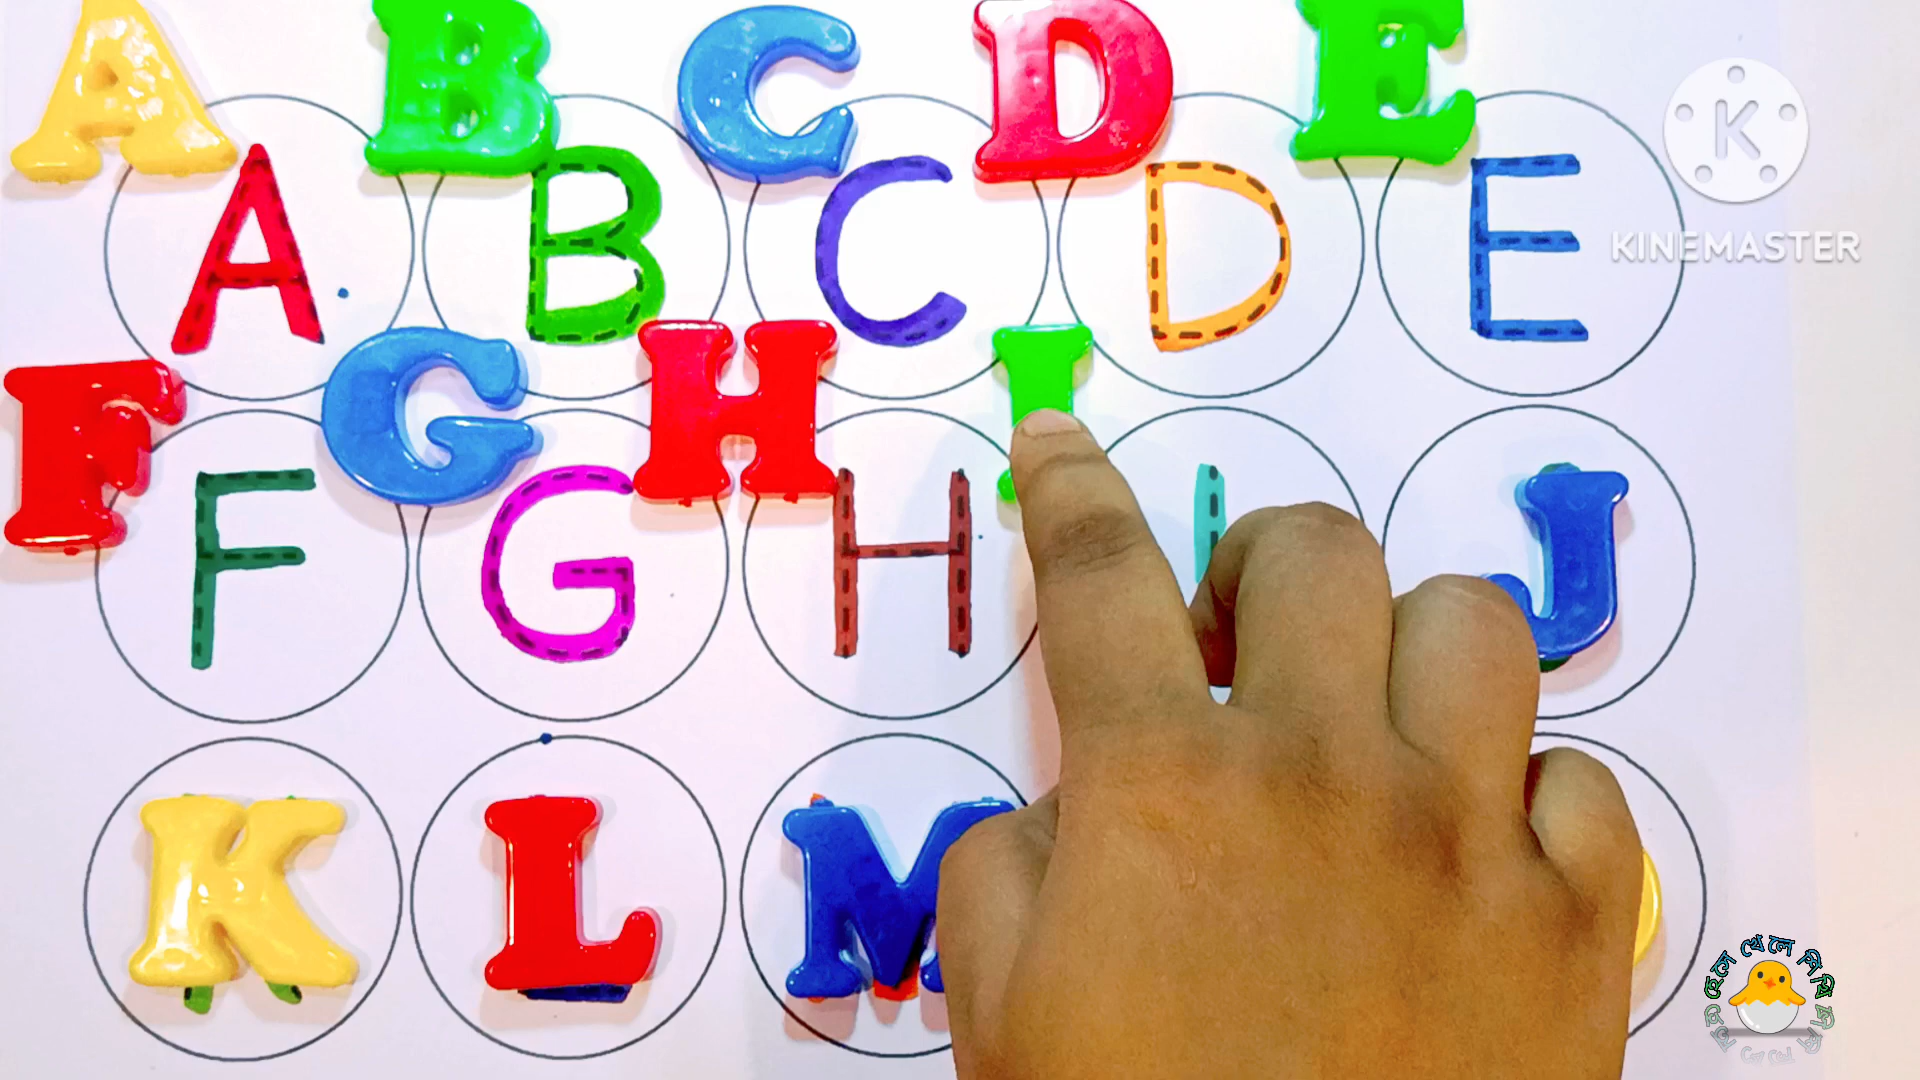 A B C D E
A B C D E
K
KINEMASTER
F G H I
F G H I J
K L M
হেসে খেলে শিখি